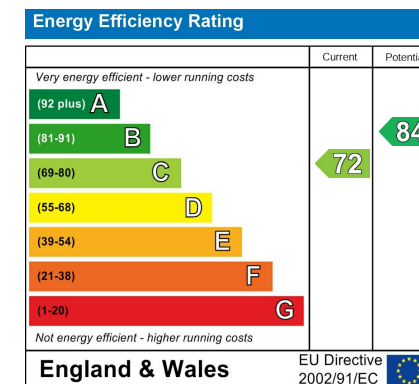 Energy Efficiency Rating
Current Potentia
Very energy efficient - lower running costs
(92 plus) A
(81-91) B
84
(69-80) C
72
(55-68) D
(39-54) E
(21-38) F
(1-20) G
Not energy efficient - higher running costs
England & Wales
EU Directive
2002/91/EC